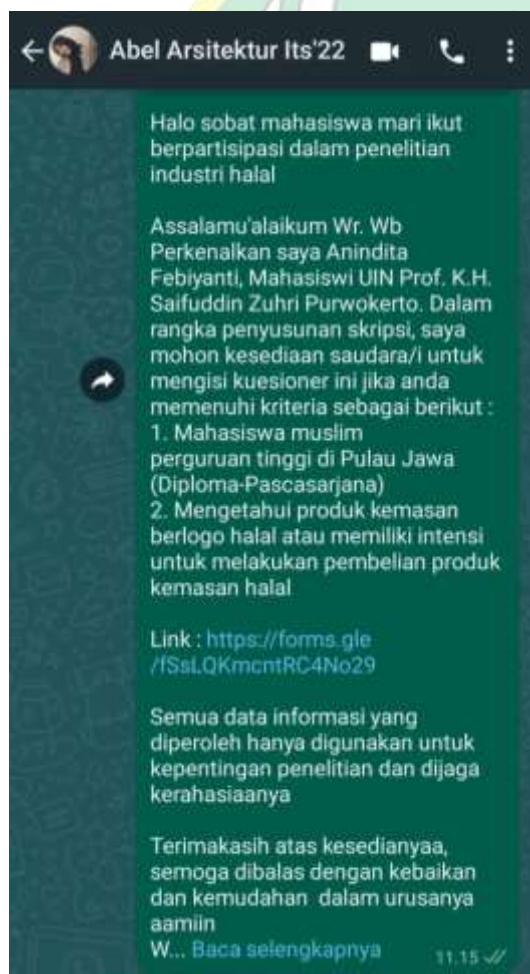 Abel Arsitektur Its'22
Halo sobat mahasiswa mari ikut
berpartisipasi dalam penelitian
industri halal
Assalamu'alaikum Wr. Wb
Perkenalkan saya Anindita
Febiyanti, Mahasiswi UIN Prof. K.H.
Saifuddin Zuhri Purwokerto. Dalam
rangka penyusunan skripsi, saya
mohon kesediaan saudara/i untuk
mengisi kuesioner ini jika anda
memenuhi kriteria sebagai berikut :
1. Mahasiswa muslim
perguruan tinggi di Pulau Jawa
(Diploma-Pascasarjana)
2. Mengetahui produk kemasan
berlogo halal atau memiliki intensi
untuk melakukan pembelian produk
kemasan halal
Link : https://forms.gle
/fSsLQKmcntRC4No29
Semua data informasi yang
diperoleh hanya digunakan untuk
kepentingan penelitian dan dijaga
kerahasiaanya
Terimakasih atas kesedianyaa,
semoga dibalas dengan kebaikan
dan kemudahan dalam urusanya
aamiin
W... Baca selengkapnya
11.15